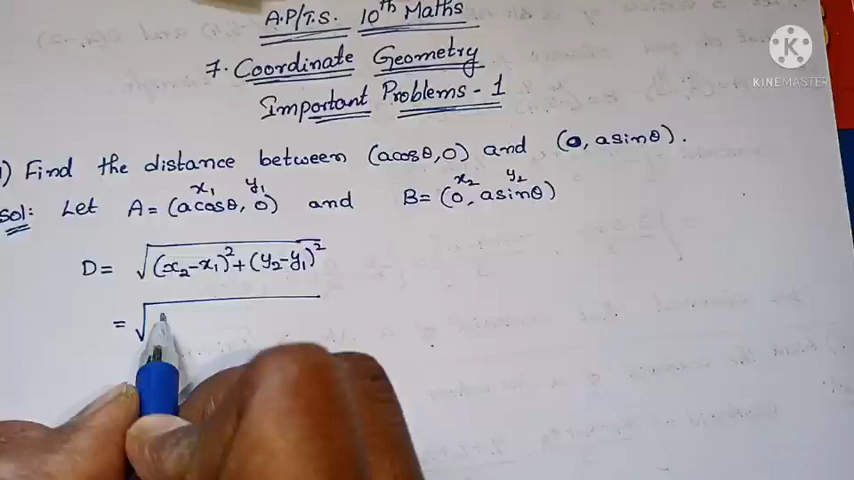 A.P/T.S. 10th Maths
7. Coordinate Geometry
Important Problems - 1
KINEMASTER
1) Find the distance between (acosθ, 0) and (0, asinθ).
x₁ y₁ x₂ y₂
Sol: Let A = (acosθ, 0) and B = (0, asinθ)
D = √(x₂-x₁)²+(y₂-y₁)²
= √